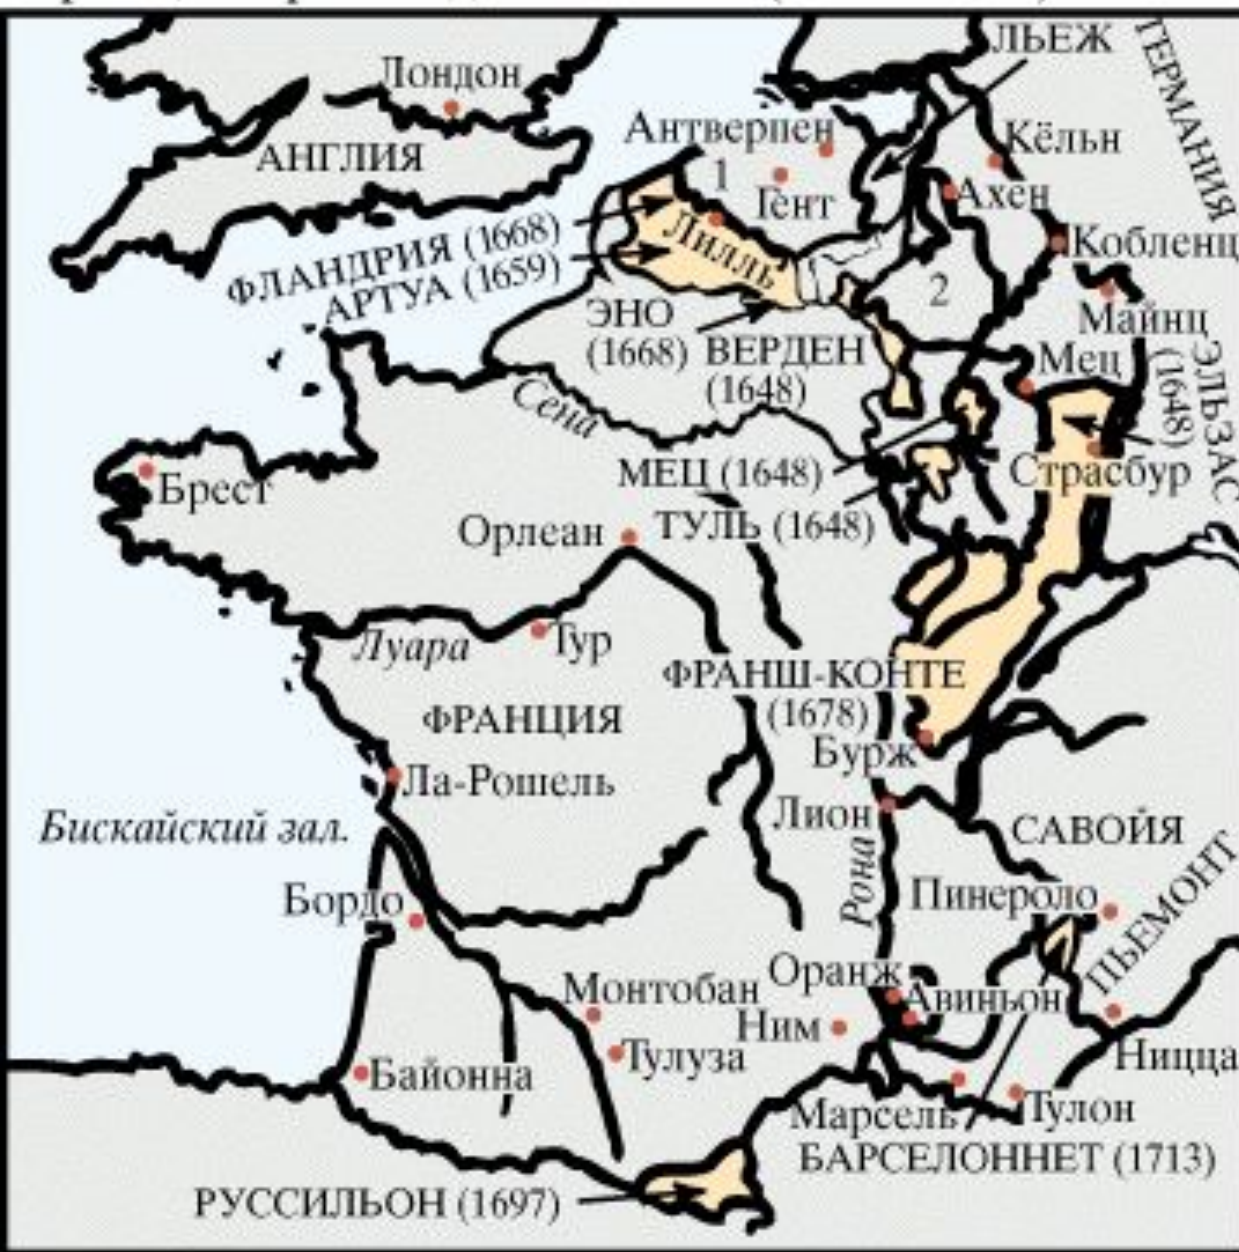 ЛЬЕЖ
ГЕРМАНИЯ
Лондон
АНГЛИЯ
Антверпен
Кёльн
1
Гент
Ахен
ФЛАНДРИЯ (1668)
АРТУА (1659)
Лилль
Кобленц
2
ЭНО
(1668)
ВЕРДЕН
(1648)
Майнц
Мец
ЭЛЬЗАС
(1648)
Сена
МЕЦ (1648)
Страсбур
Брест
ТУЛЬ (1648)
Орлеан
Луара
Тур
ФРАНШ-КОНТЕ
(1678)
ФРАНЦИЯ
Бурж
Ла-Рошель
Лион
САВОЙЯ
Бискайский зал.
Рона
Пинероло
ПЬЕМОНТ
Бордо
Оранж
Авиньон
Монтобан
Ним
Тулуза
Ницца
Байонна
Марсель
Тулон
БАРСЕЛОННЕТ (1713)
РУССИЛЬОН (1697)